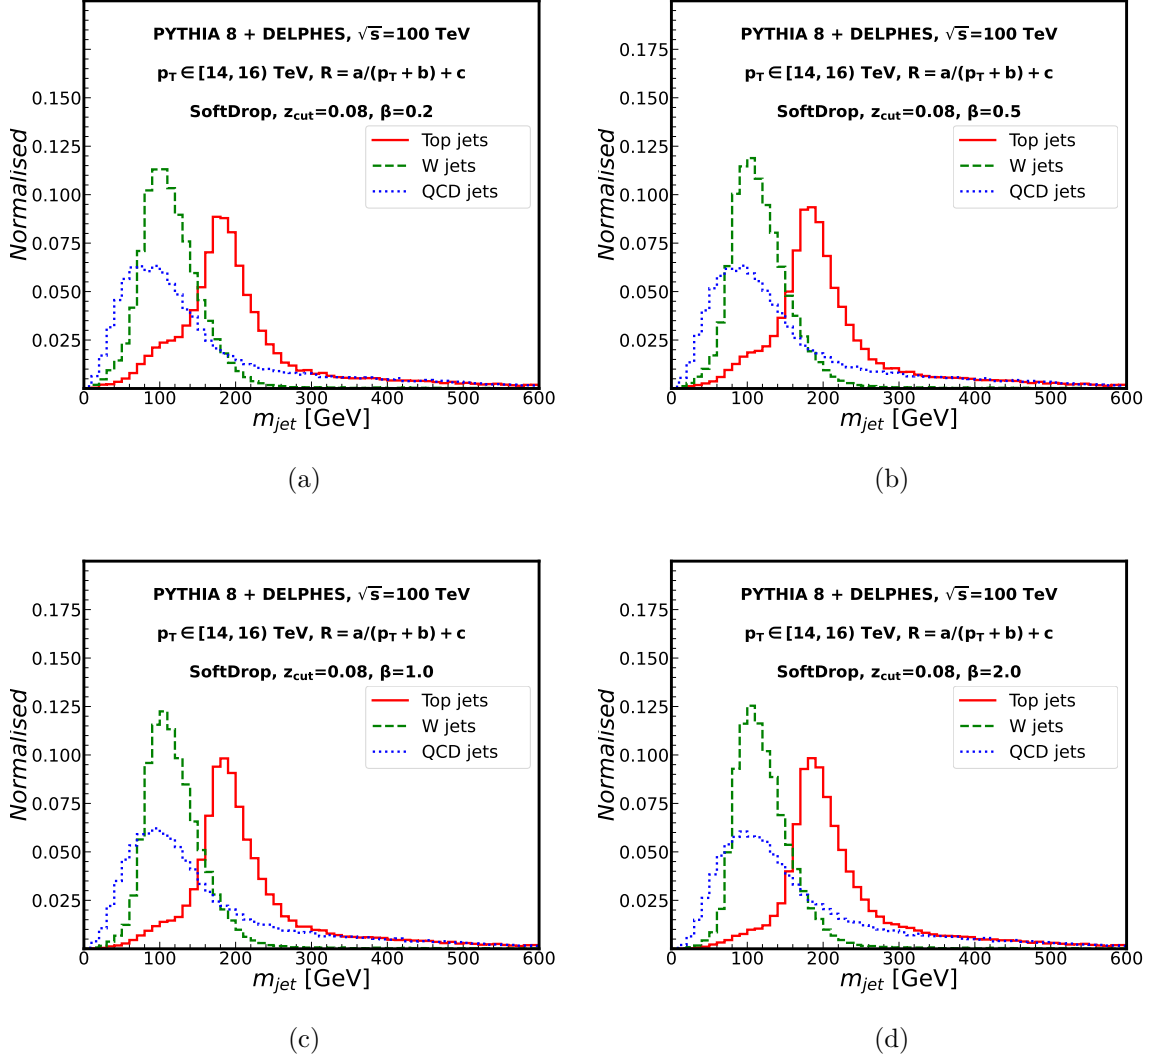 PYTHIA 8 + DELPHES, √s=100 TeV
p_T ∈ [14, 16) TeV, R = a/(p_T + b) + c
SoftDrop, z_cut=0.08, β=0.2
Top jets
W jets
QCD jets
Normalised
0.150
0.125
0.100
0.075
0.050
0.025
0 100 200 300 400 500 600
m_jet [GeV]
(a)
PYTHIA 8 + DELPHES, √s=100 TeV
p_T ∈ [14, 16) TeV, R = a/(p_T + b) + c
SoftDrop, z_cut=0.08, β=0.5
Top jets
W jets
QCD jets
Normalised
0.175
0.150
0.125
0.100
0.075
0.050
0.025
0 100 200 300 400 500 600
m_jet [GeV]
(b)
PYTHIA 8 + DELPHES, √s=100 TeV
p_T ∈ [14, 16) TeV, R = a/(p_T + b) + c
SoftDrop, z_cut=0.08, β=1.0
Top jets
W jets
QCD jets
Normalised
0.175
0.150
0.125
0.100
0.075
0.050
0.025
0 100 200 300 400 500 600
m_jet [GeV]
(c)
PYTHIA 8 + DELPHES, √s=100 TeV
p_T ∈ [14, 16) TeV, R = a/(p_T + b) + c
SoftDrop, z_cut=0.08, β=2.0
Top jets
W jets
QCD jets
Normalised
0.175
0.150
0.125
0.100
0.075
0.050
0.025
0 100 200 300 400 500 600
m_jet [GeV]
(d)